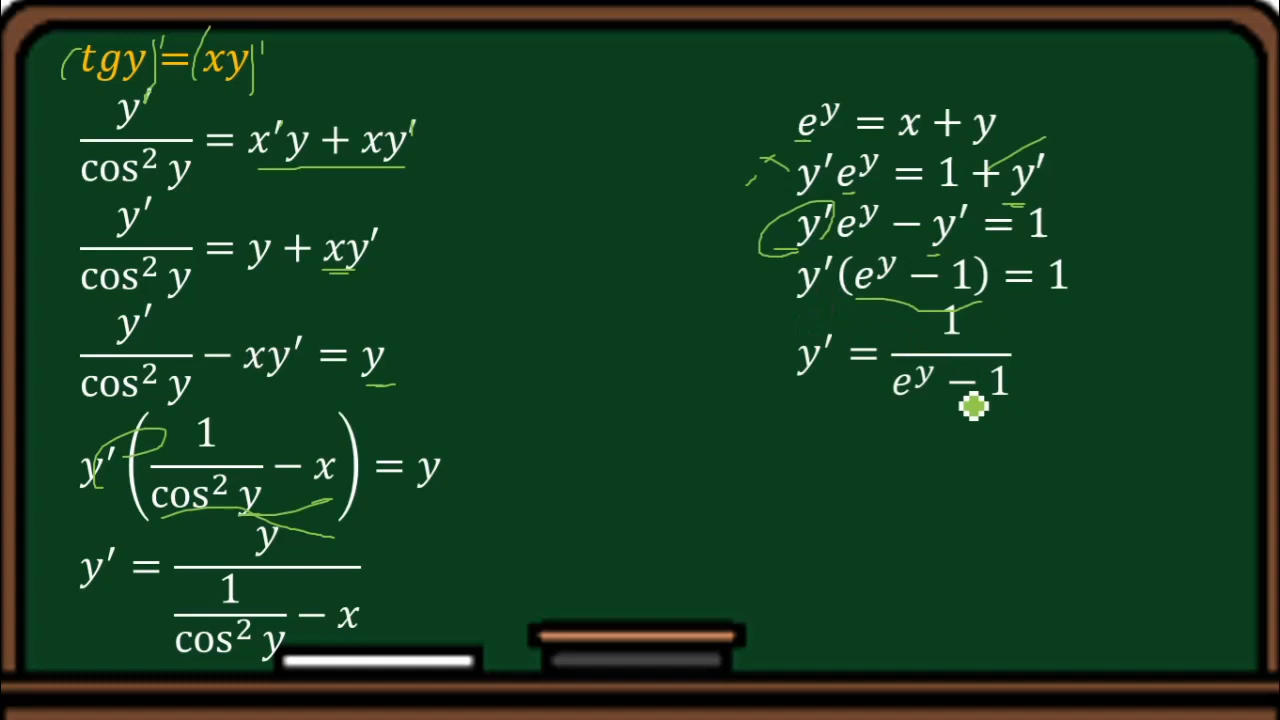 tgy = xy
y′/cos² y = x′y + xy′
y′/cos² y = y + xy′
y′/cos² y − xy′ = y
y′(1/cos² y − x) = y
y′ = y/(1/cos² y − x)
e^y = x + y
y′e^y = 1 + y′
y′e^y − y′ = 1
y′(e^y − 1) = 1
y′ = 1/(e^y − 1)